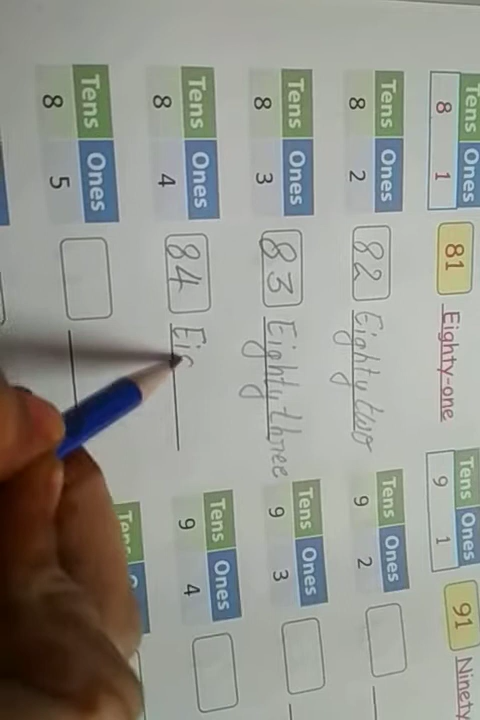 Tens Ones
8 1
81 Eighty-one
Tens Ones
8 2
82 Eighty two
Tens Ones
8 3
83 Eighty three
Tens Ones
8 4
84 Eig
Tens Ones
8 5
Tens Ones
9 1
91 Ninety
Tens Ones
9 2
Tens Ones
9 3
Tens Ones
9 4
Tens